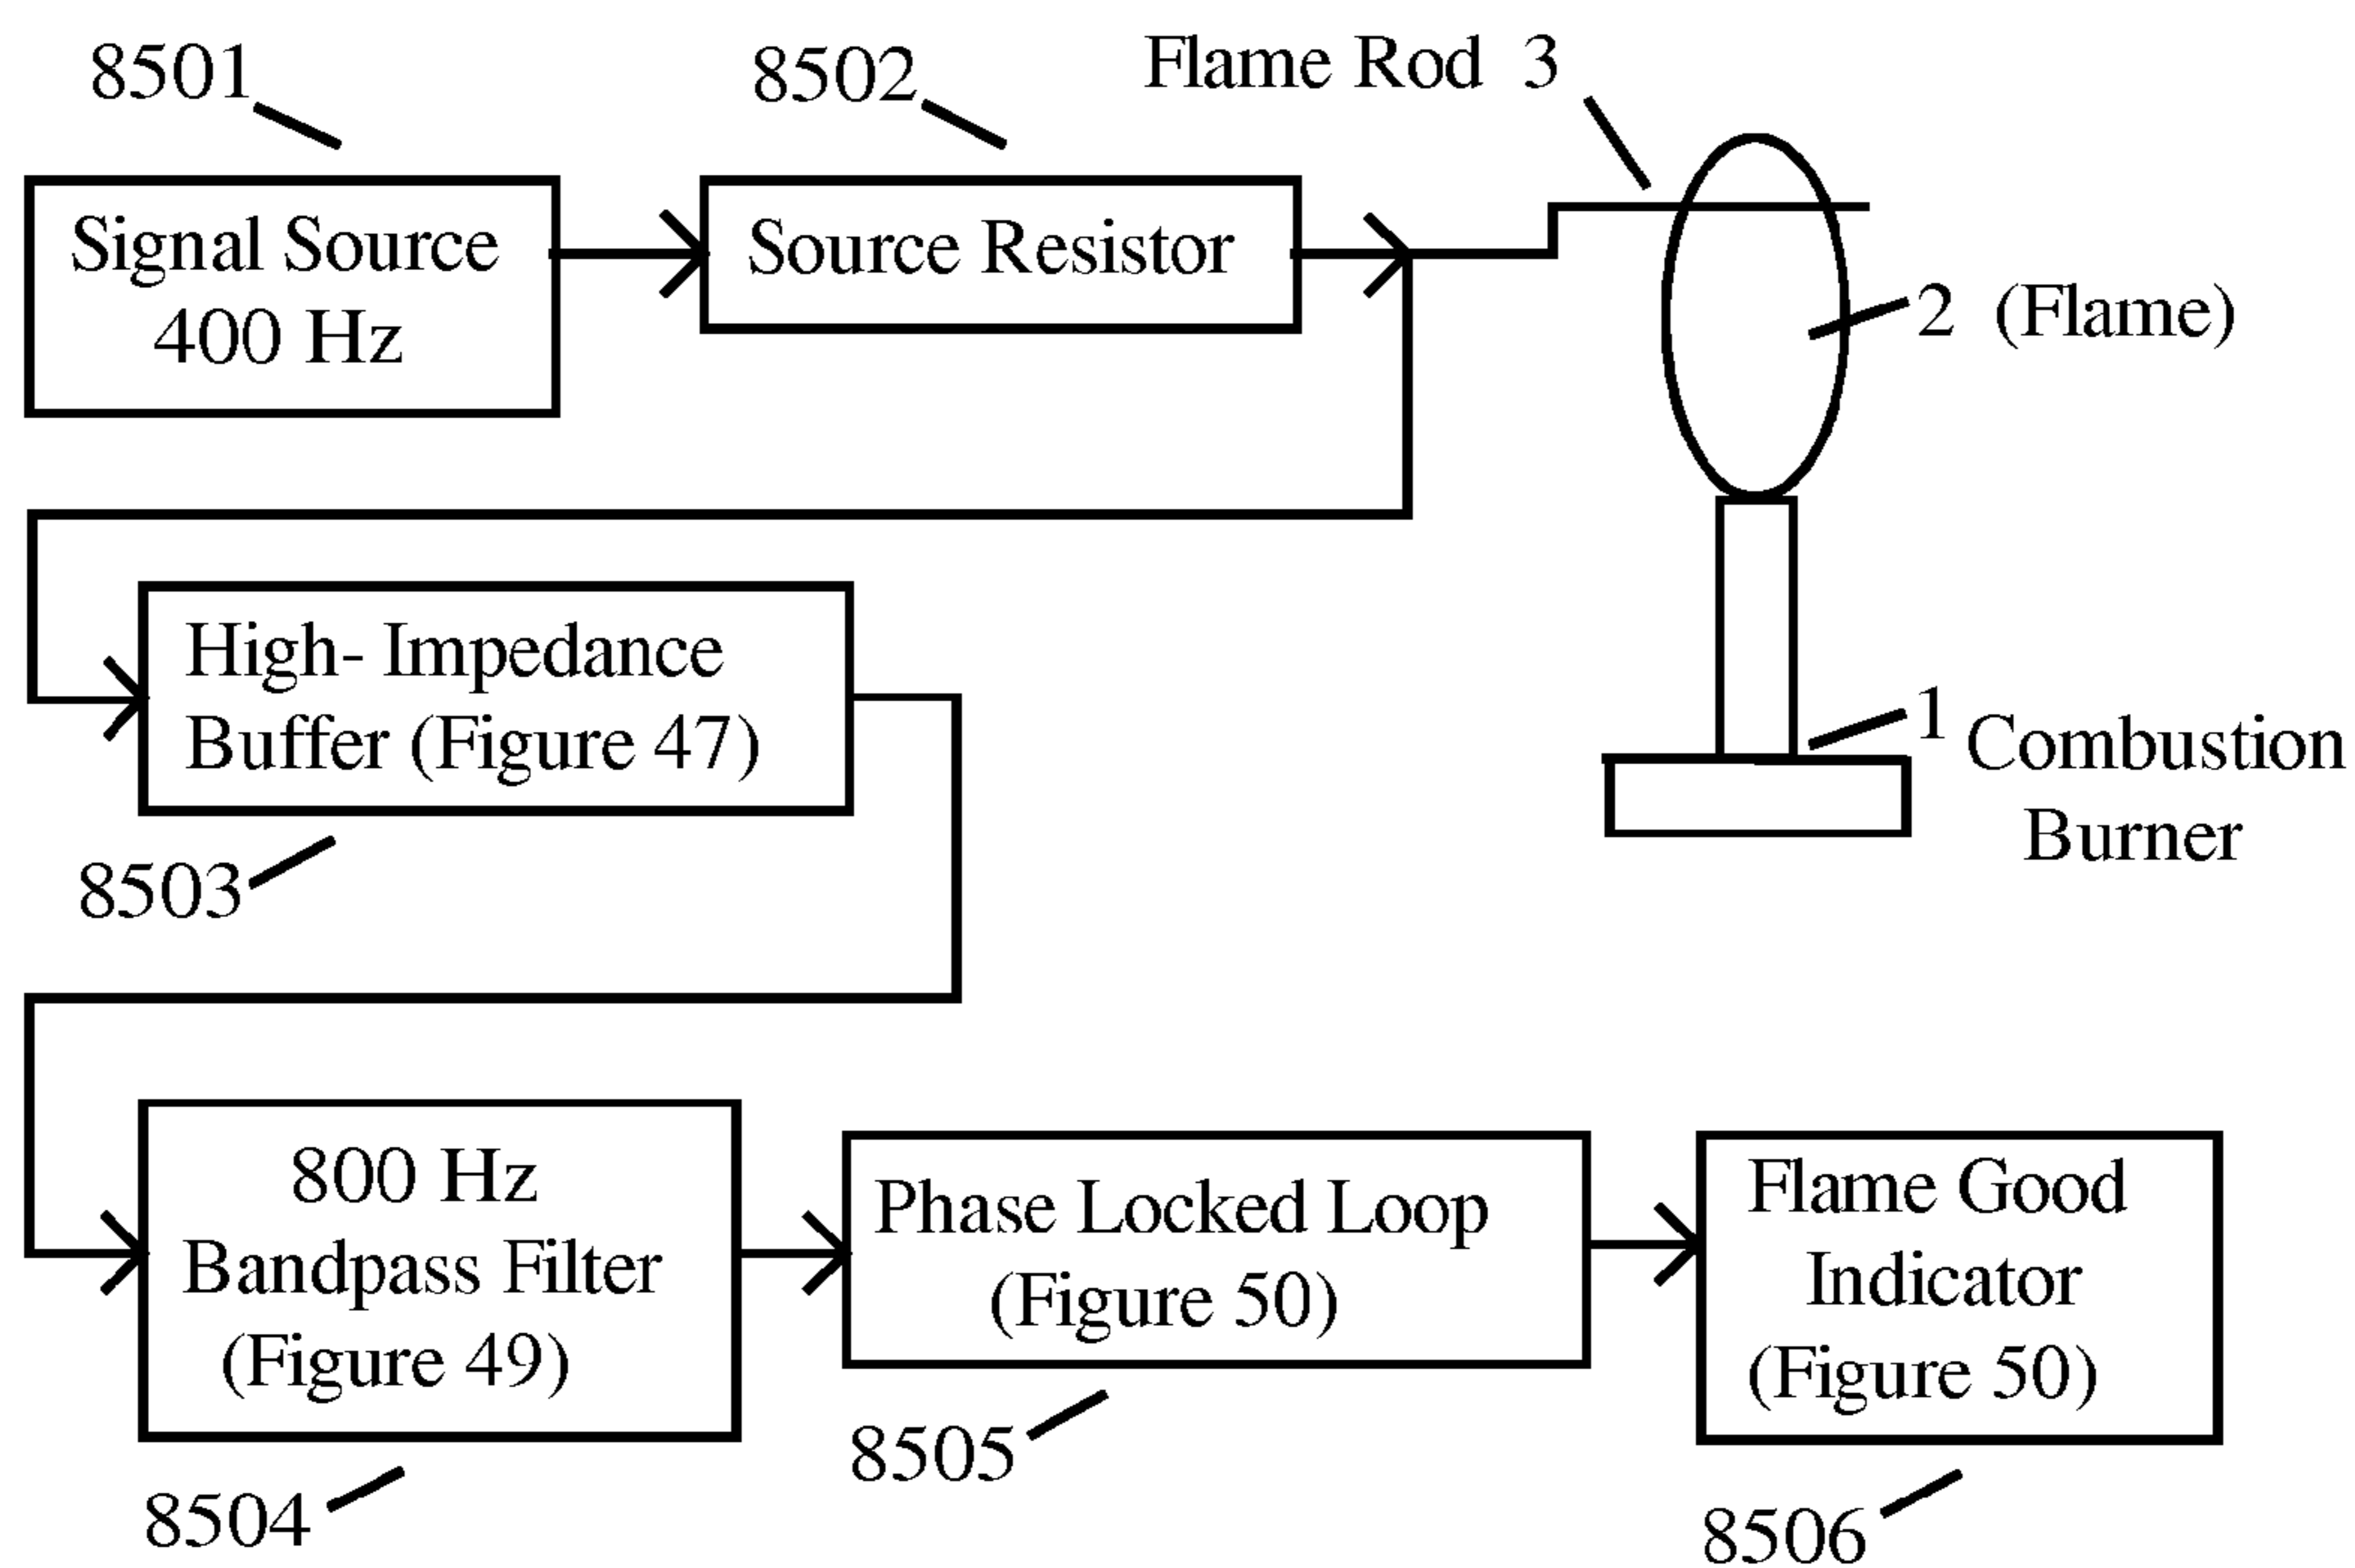 8501
8502
Flame Rod 3
Signal Source
400 Hz
Source Resistor
2 (Flame)
High- Impedance
Buffer (Figure 47)
8503
1 Combustion
Burner
800 Hz
Bandpass Filter
(Figure 49)
8504
Phase Locked Loop
(Figure 50)
8505
Flame Good
Indicator
(Figure 50)
8506